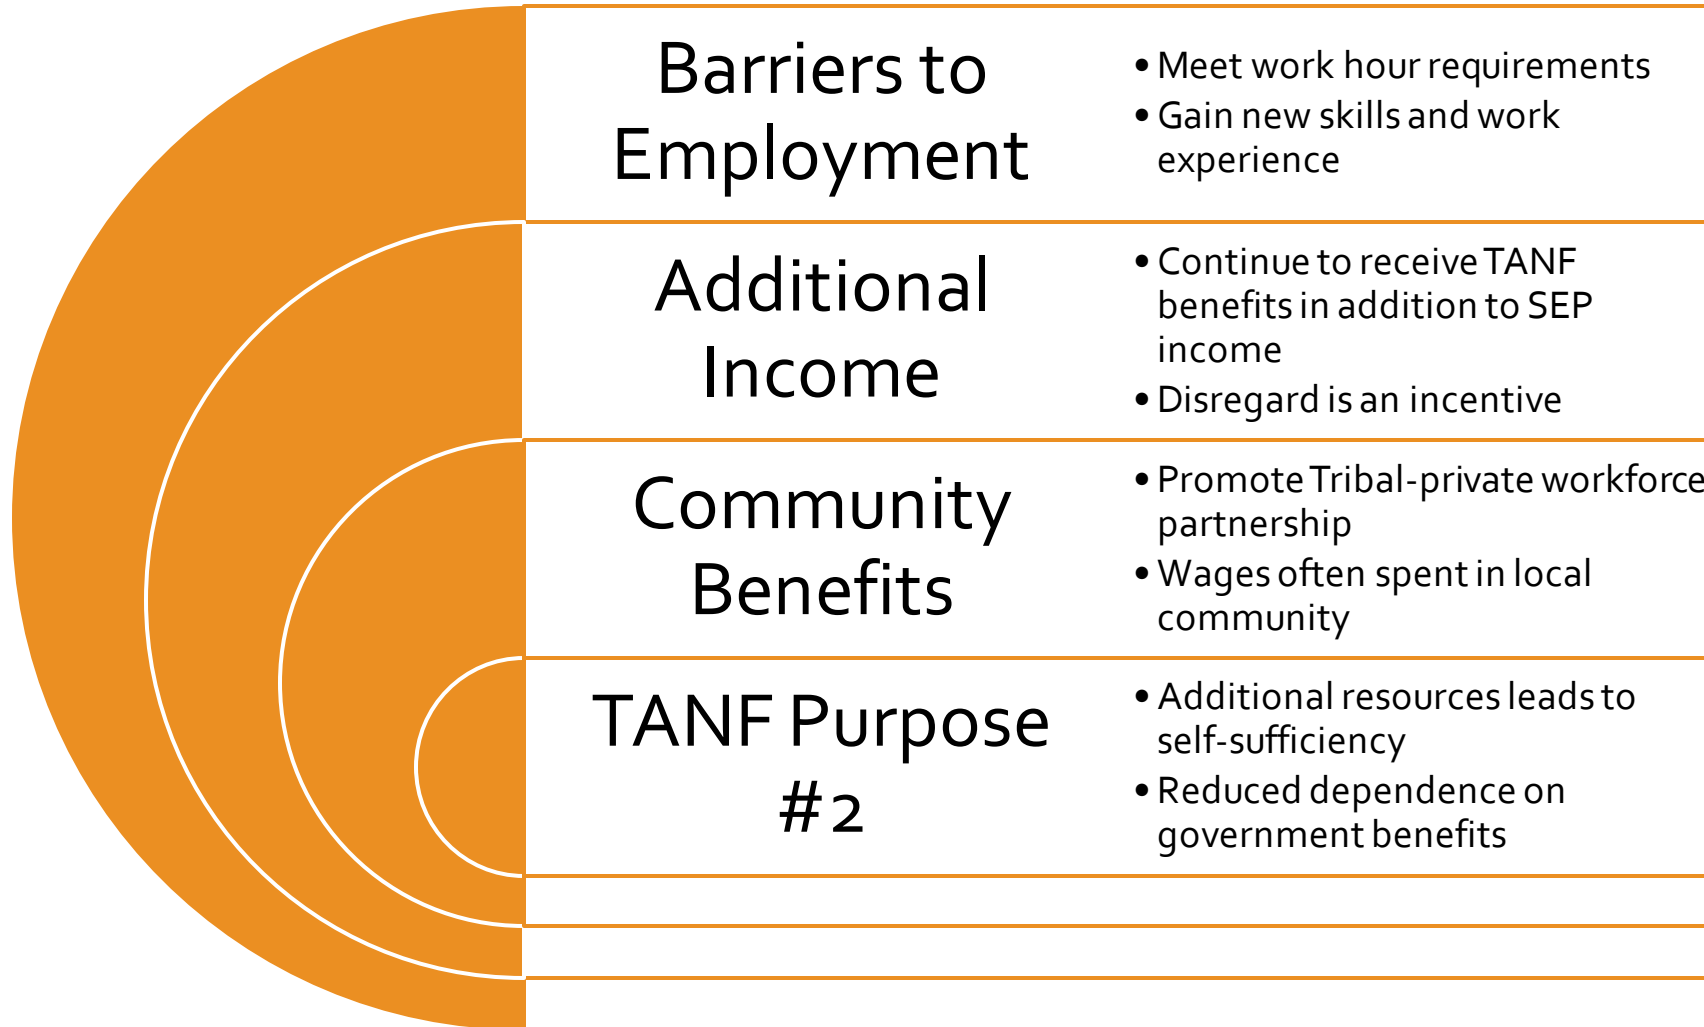 Barriers to
Employment
• Meet work hour requirements
• Gain new skills and work
experience
Additional
Income
• Continue to receive TANF
benefits in addition to SEP
income
• Disregard is an incentive
Community
Benefits
• Promote Tribal-private workforce
partnership
• Wages often spent in local
community
TANF Purpose
#2
• Additional resources leads to
self-sufficiency
• Reduced dependence on
government benefits